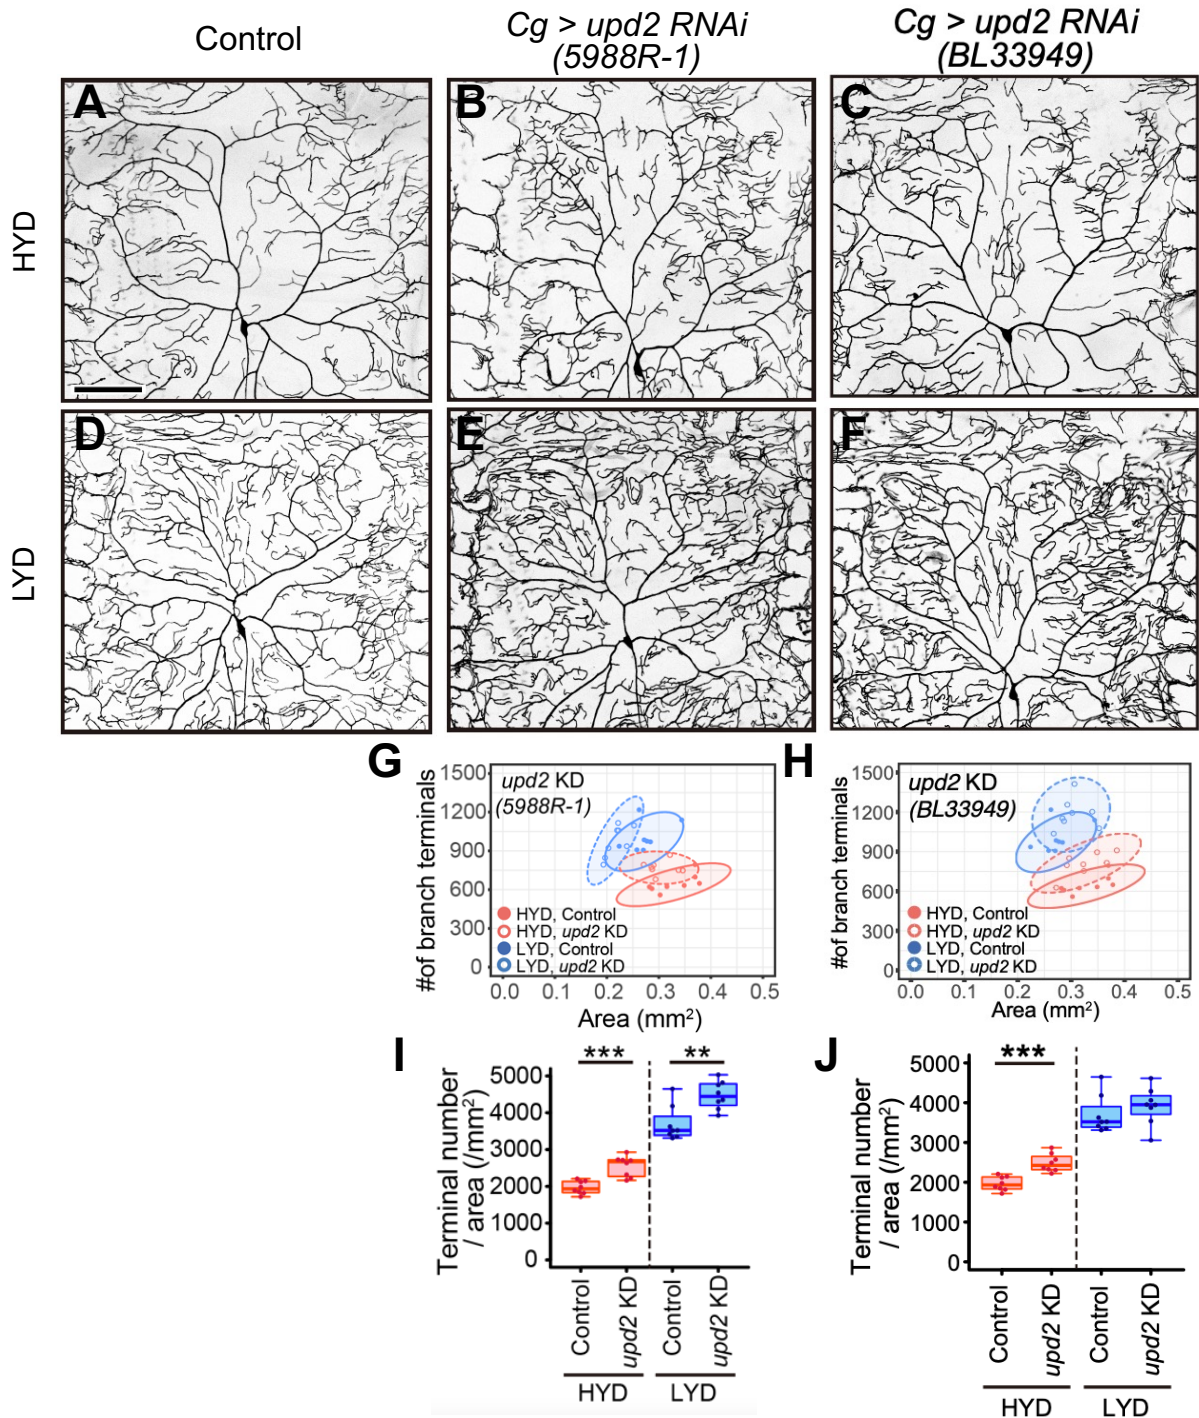 Control
Cg > upd2 RNAi
(5988R-1)
Cg > upd2 RNAi
(BL33949)
HYD
A
B
C
LYD
D
E
F
G
#of branch terminals
1500
1200
900
600
300
0
upd2 KD
(5988R-1)
HYD, Control
HYD, upd2 KD
LYD, Control
LYD, upd2 KD
0.0 0.1 0.2 0.3 0.4 0.5
Area (mm²)
H
#of branch terminals
1500
1200
900
600
300
0
upd2 KD
(BL33949)
HYD, Control
HYD, upd2 KD
LYD, Control
LYD, upd2 KD
0.0 0.1 0.2 0.3 0.4 0.5
Area (mm²)
I
Terminal number
/ area (/mm²)
5000
4000
3000
2000
1000
0
*** **
Control
upd2 KD
Control
upd2 KD
HYD LYD
J
Terminal number
/ area (/mm²)
5000
4000
3000
2000
1000
0
***
Control
upd2 KD
Control
upd2 KD
HYD LYD